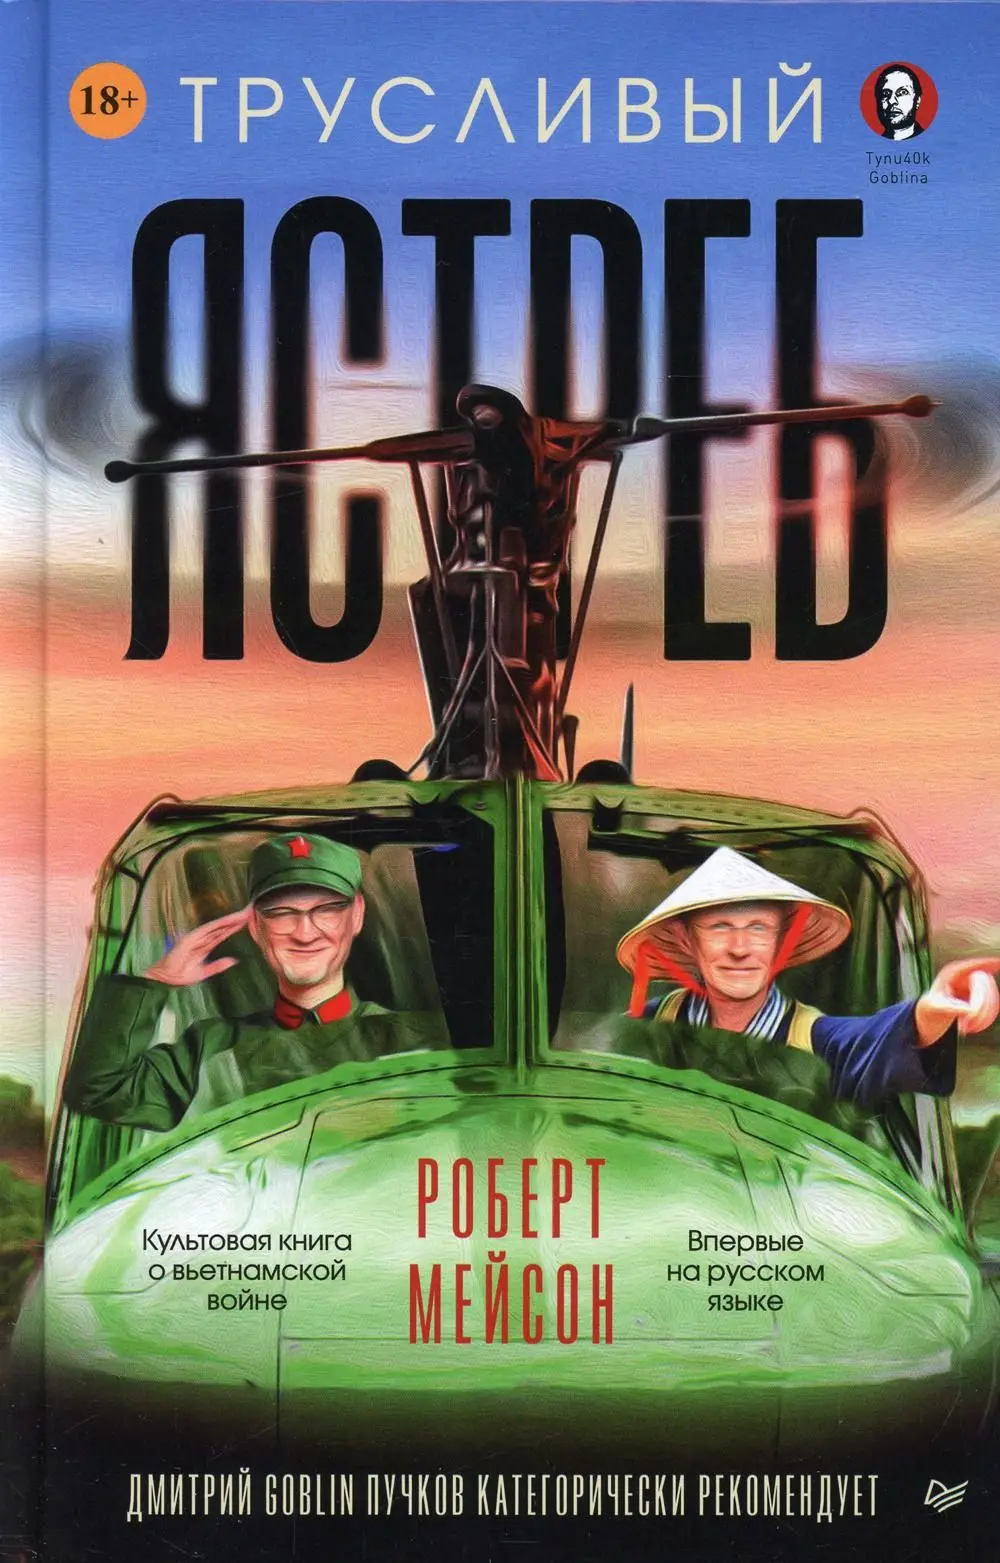 18+
ТРУСЛИВЫЙ
Tynu40k
Goblina
ЯСТРЕБ
РОБЕРТ
МЕЙСОН
Культовая книга
о вьетнамской
войне
Впервые
на русском
языке
ДМИТРИЙ GOBLIN ПУЧКОВ КАТЕГОРИЧЕСКИ РЕКОМЕНДУЕТ